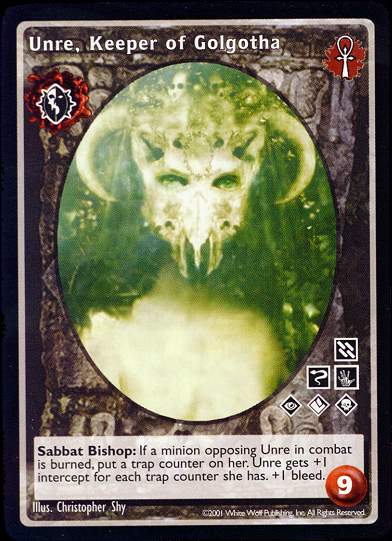 Unre, Keeper of Golgotha
Sabbat Bishop: If a minion opposing Unre in combat
is burned, put a trap counter on her. Unre gets +1
intercept for each trap counter she has. +1 bleed.
9
Illus. Christopher Shy
©2001 White Wolf Publishing, Inc. All Rights Reserved.